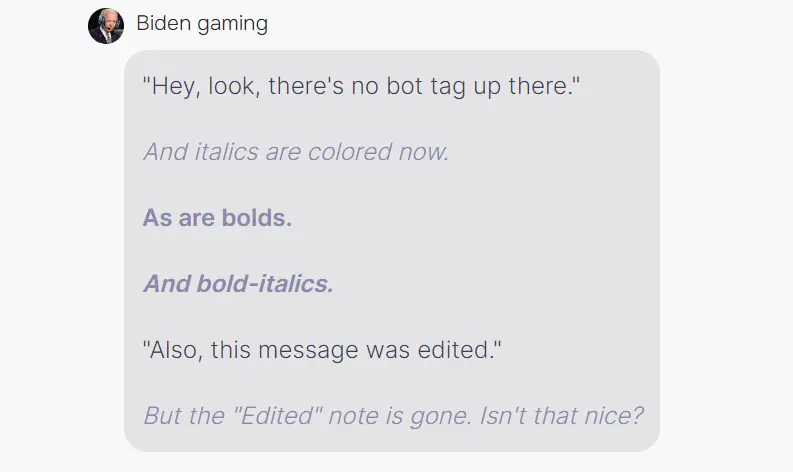 Biden gaming
"Hey, look, there's no bot tag up there."
And italics are colored now.
As are bolds.
And bold-italics.
"Also, this message was edited."
But the "Edited" note is gone. Isn't that nice?